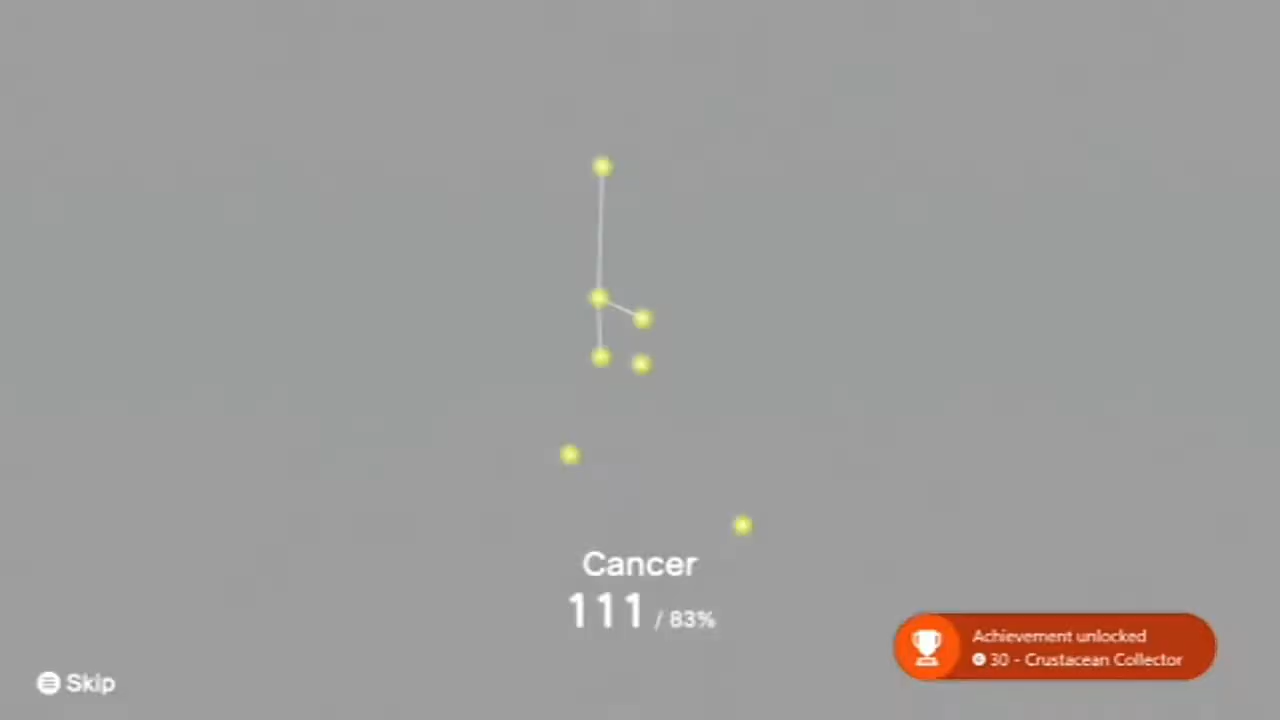 Cancer
111 / 83%
Achievement unlocked
30 - Crustacean Collector
Skip